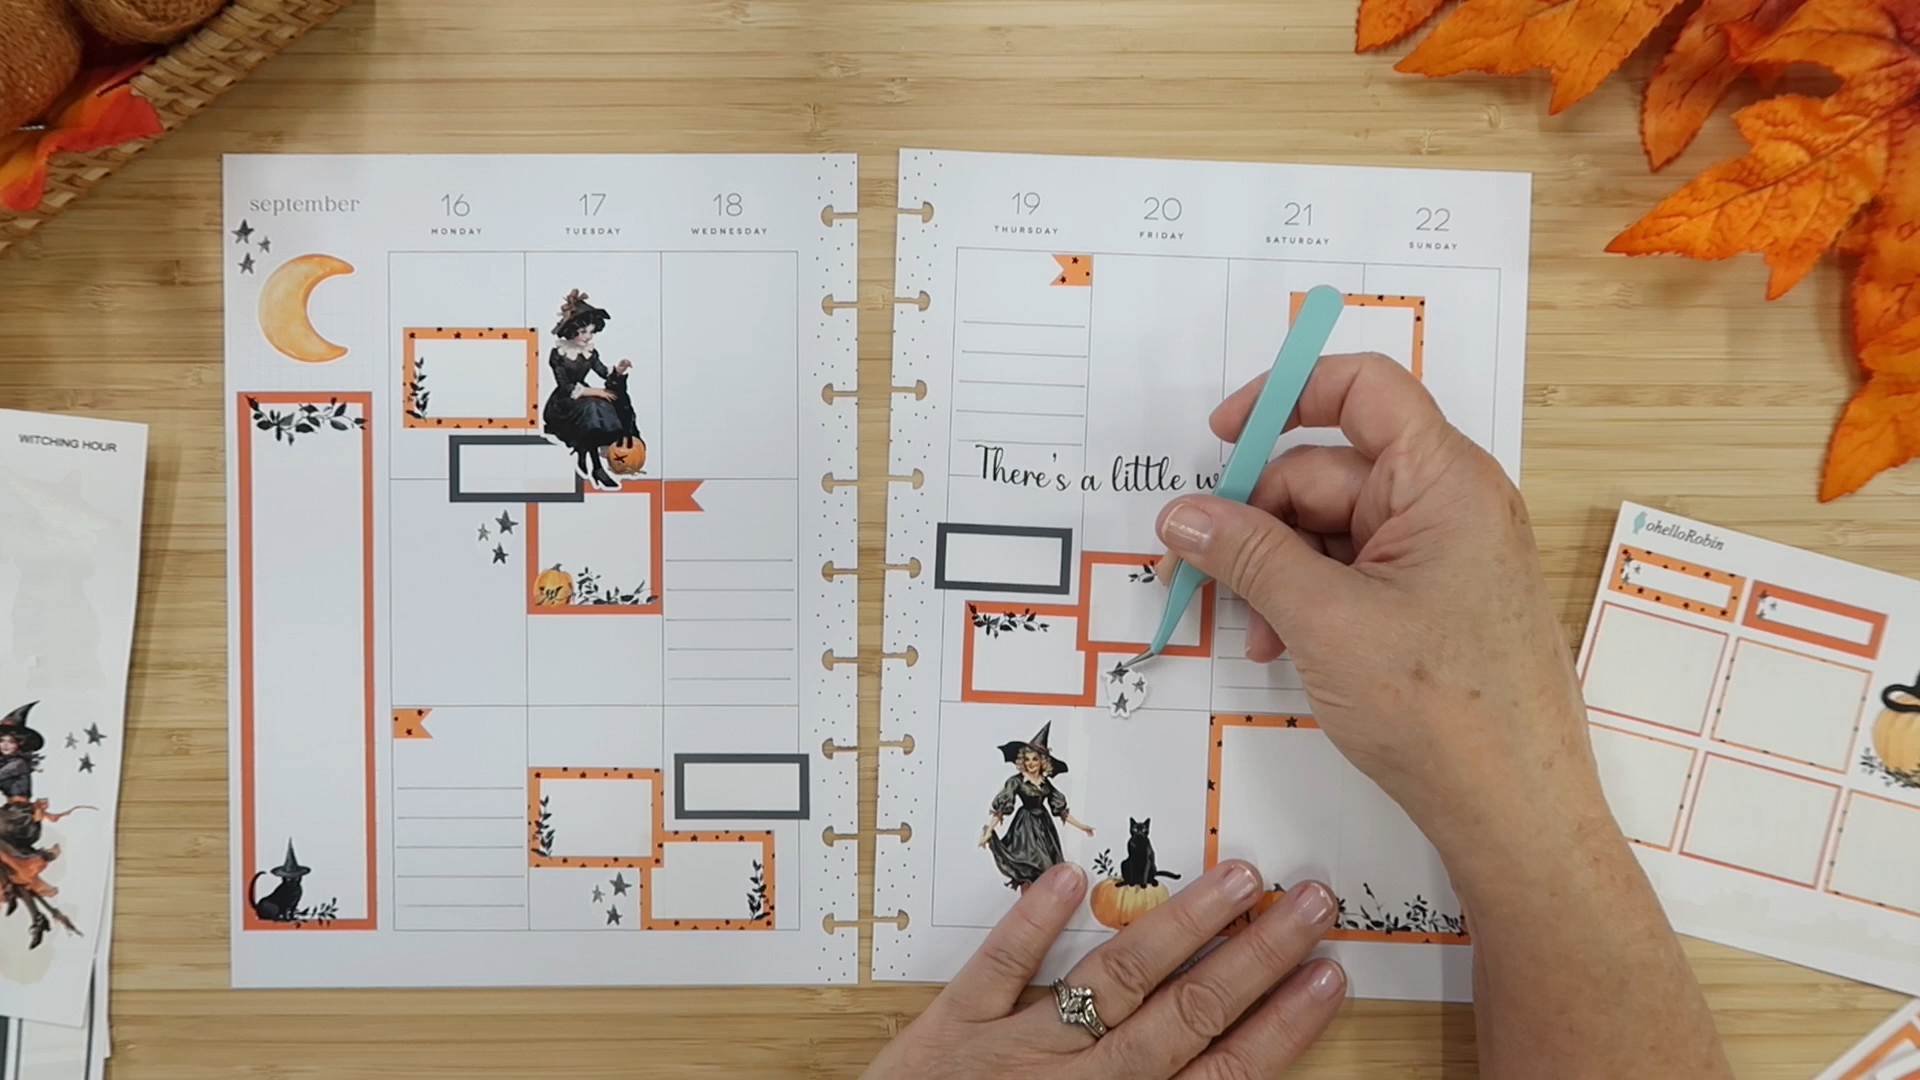 september
16
MONDAY
17
TUESDAY
18
WEDNESDAY
19
THURSDAY
20
FRIDAY
21
SATURDAY
22
SUNDAY
WITCHING HOUR
There's a little
ohelloRobin